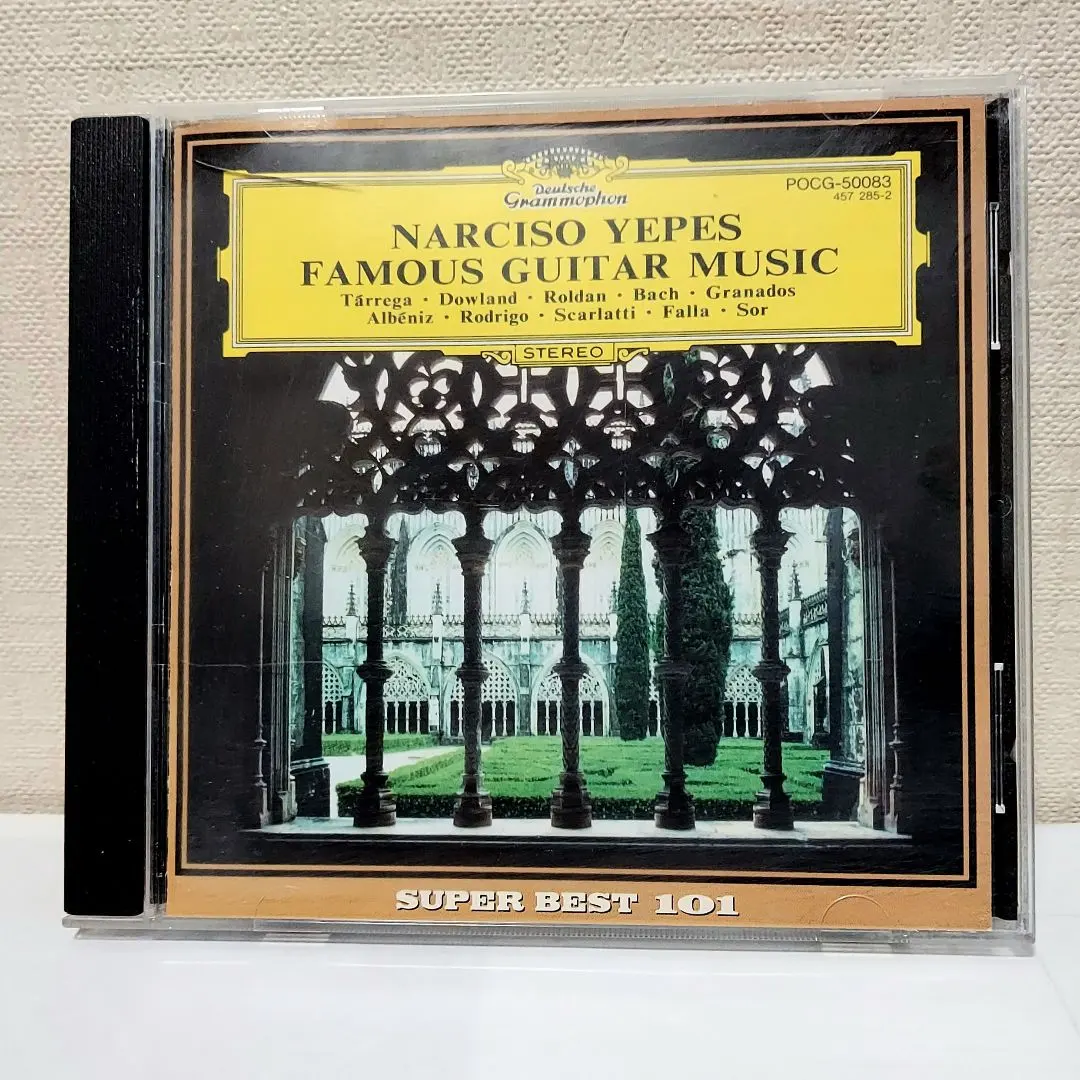 Deutsche
Grammophon
POCG-50083
457 285-2
NARCISO YEPES
FAMOUS GUITAR MUSIC
Tárrega · Dowland · Roldan · Bach · Granados
Albéniz · Rodrigo · Scarlatti · Falla · Sor
STEREO
SUPER BEST 101